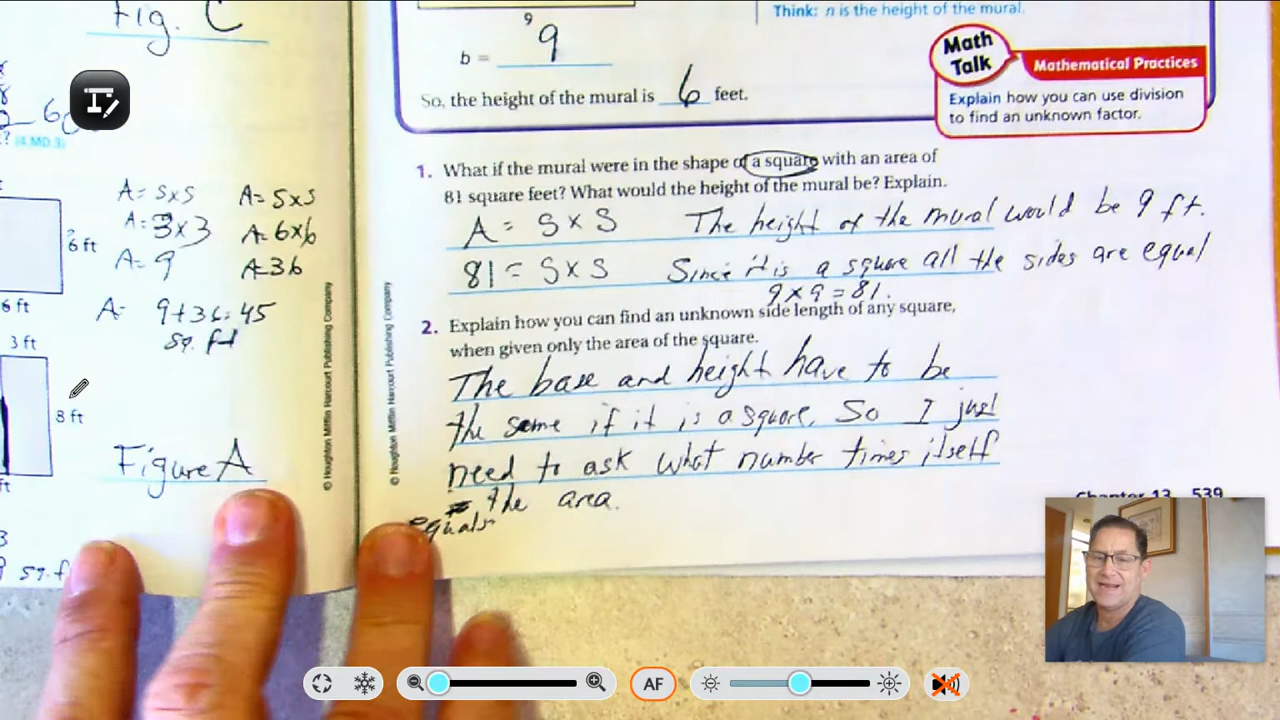 Fig. C
(4.MD.3)
A= S×S
A= 3×3
A= 9
A= S×S
A= 6×6
A=36
6 ft
6 ft
A= 9+36=45
sq. ft
3 ft
8 ft
Figure A
sq. f
© Houghton Mifflin Harcourt Publishing Company
© Houghton Mifflin Harcourt Publishing Company
9
b = 9
Think: n is the height of the mural.
So, the height of the mural is 6 feet.
Math
Talk
Mathematical Practices
Explain how you can use division
to find an unknown factor.
1. What if the mural were in the shape of a square with an area of
81 square feet? What would the height of the mural be? Explain.
A = S × S The height of the mural would be 9 ft.
81 = S × S Since it is a square all the sides are equal
9 × 9 = 81.
2. Explain how you can find an unknown side length of any square,
when given only the area of the square.
The base and height have to be
the same if it is a square. So I just
need to ask what number times itself
equals the area.
Chapter 13 539
AF